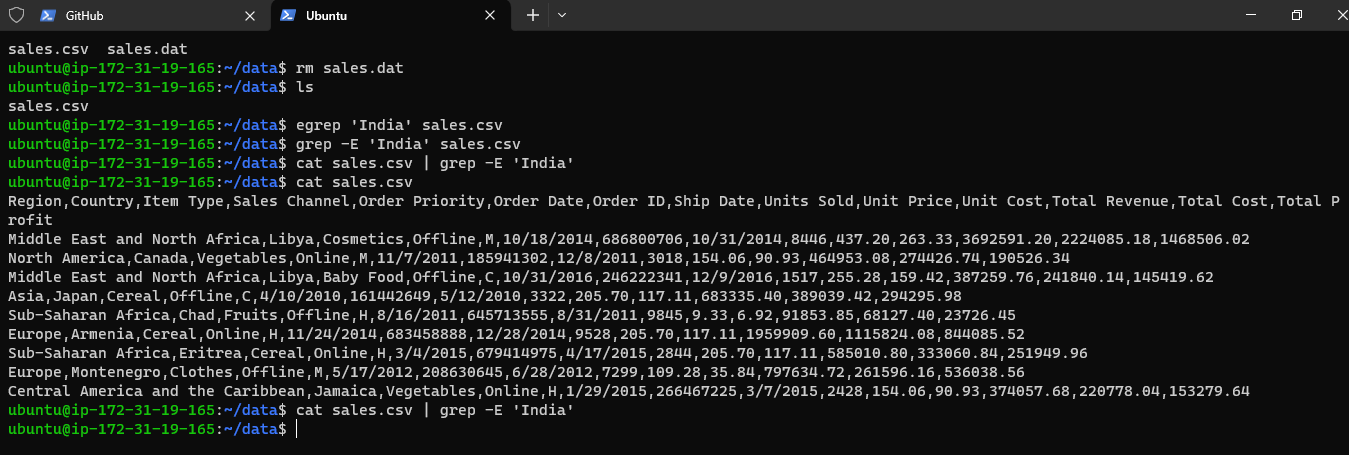 GitHub
Ubuntu
sales.csv  sales.dat
ubuntu@ip-172-31-19-165:~/data$ rm sales.dat
ubuntu@ip-172-31-19-165:~/data$ ls
sales.csv
ubuntu@ip-172-31-19-165:~/data$ egrep 'India' sales.csv
ubuntu@ip-172-31-19-165:~/data$ grep -E 'India' sales.csv
ubuntu@ip-172-31-19-165:~/data$ cat sales.csv | grep -E 'India'
ubuntu@ip-172-31-19-165:~/data$ cat sales.csv
Region,Country,Item Type,Sales Channel,Order Priority,Order Date,Order ID,Ship Date,Units Sold,Unit Price,Unit Cost,Total Revenue,Total Cost,Total P
rofit
Middle East and North Africa,Libya,Cosmetics,Offline,M,10/18/2014,686800706,10/31/2014,8446,437.20,263.33,3692591.20,2224085.18,1468506.02
North America,Canada,Vegetables,Online,M,11/7/2011,185941302,12/8/2011,3018,154.06,90.93,464953.08,274426.74,190526.34
Middle East and North Africa,Libya,Baby Food,Offline,C,10/31/2016,246222341,12/9/2016,1517,255.28,159.42,387259.76,241840.14,145419.62
Asia,Japan,Cereal,Offline,C,4/10/2010,161442649,5/12/2010,3322,205.70,117.11,683335.40,389039.42,294295.98
Sub-Saharan Africa,Chad,Fruits,Offline,H,8/16/2011,645713555,8/31/2011,9845,9.33,6.92,91853.85,68127.40,23726.45
Europe,Armenia,Cereal,Online,H,11/24/2014,683458888,12/28/2014,9528,205.70,117.11,1959909.60,1115824.08,844085.52
Sub-Saharan Africa,Eritrea,Cereal,Online,H,3/4/2015,679414975,4/17/2015,2844,205.70,117.11,585010.80,333060.84,251949.96
Europe,Montenegro,Clothes,Offline,M,5/17/2012,208630645,6/28/2012,7299,109.28,35.84,797634.72,261596.16,536038.56
Central America and the Caribbean,Jamaica,Vegetables,Online,H,1/29/2015,266467225,3/7/2015,2428,154.06,90.93,374057.68,220778.04,153279.64
ubuntu@ip-172-31-19-165:~/data$ cat sales.csv | grep -E 'India'
ubuntu@ip-172-31-19-165:~/data$